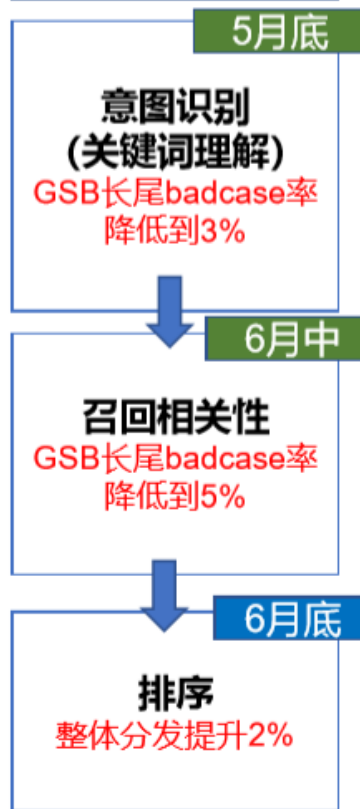 5月底
意图识别
(关键词理解)
GSB长尾badcase率
降低到3%
6月中
召回相关性
GSB长尾badcase率
降低到5%
6月底
排序
整体分发提升2%